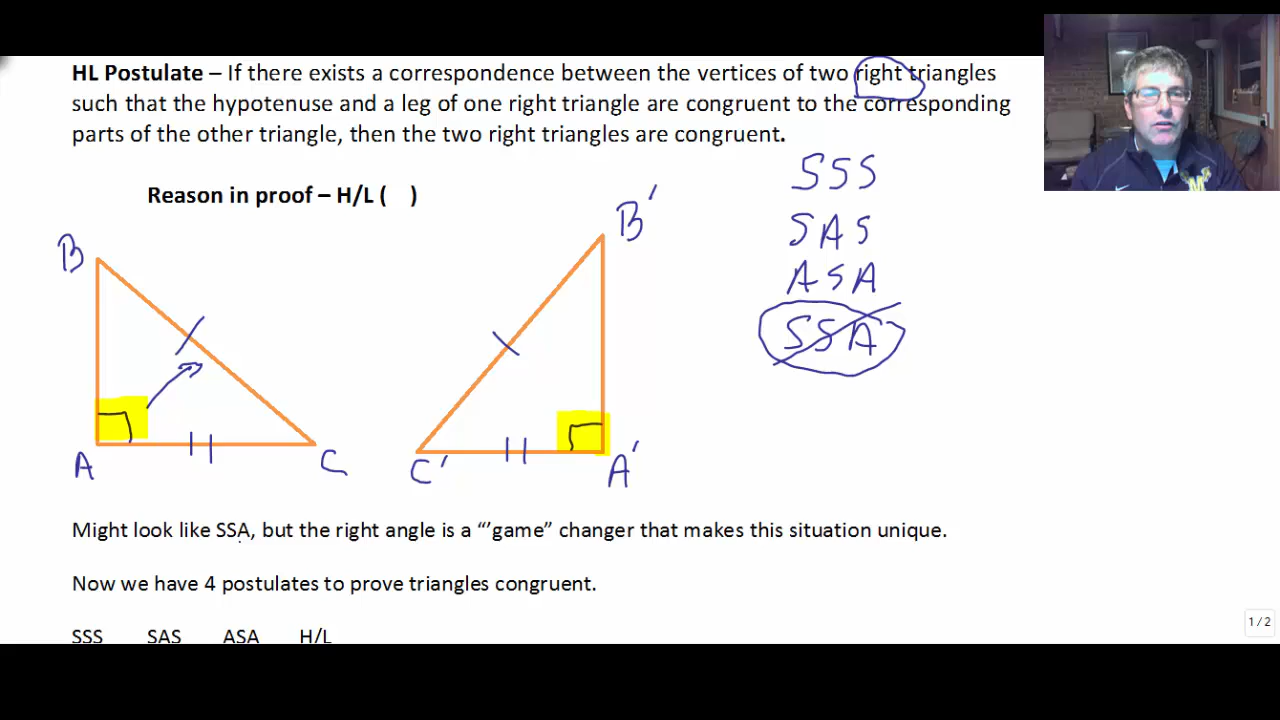 HL Postulate – If there exists a correspondence between the vertices of two right triangles
such that the hypotenuse and a leg of one right triangle are congruent to the corresponding
parts of the other triangle, then the two right triangles are congruent.
SSS
Reason in proof – H/L ( )
B'
SAS
B
ASA
SSA
A
C
C'
A'
Might look like SSA, but the right angle is a “’game” changer that makes this situation unique.
Now we have 4 postulates to prove triangles congruent.
1 / 2
SSS SAS ASA H/L